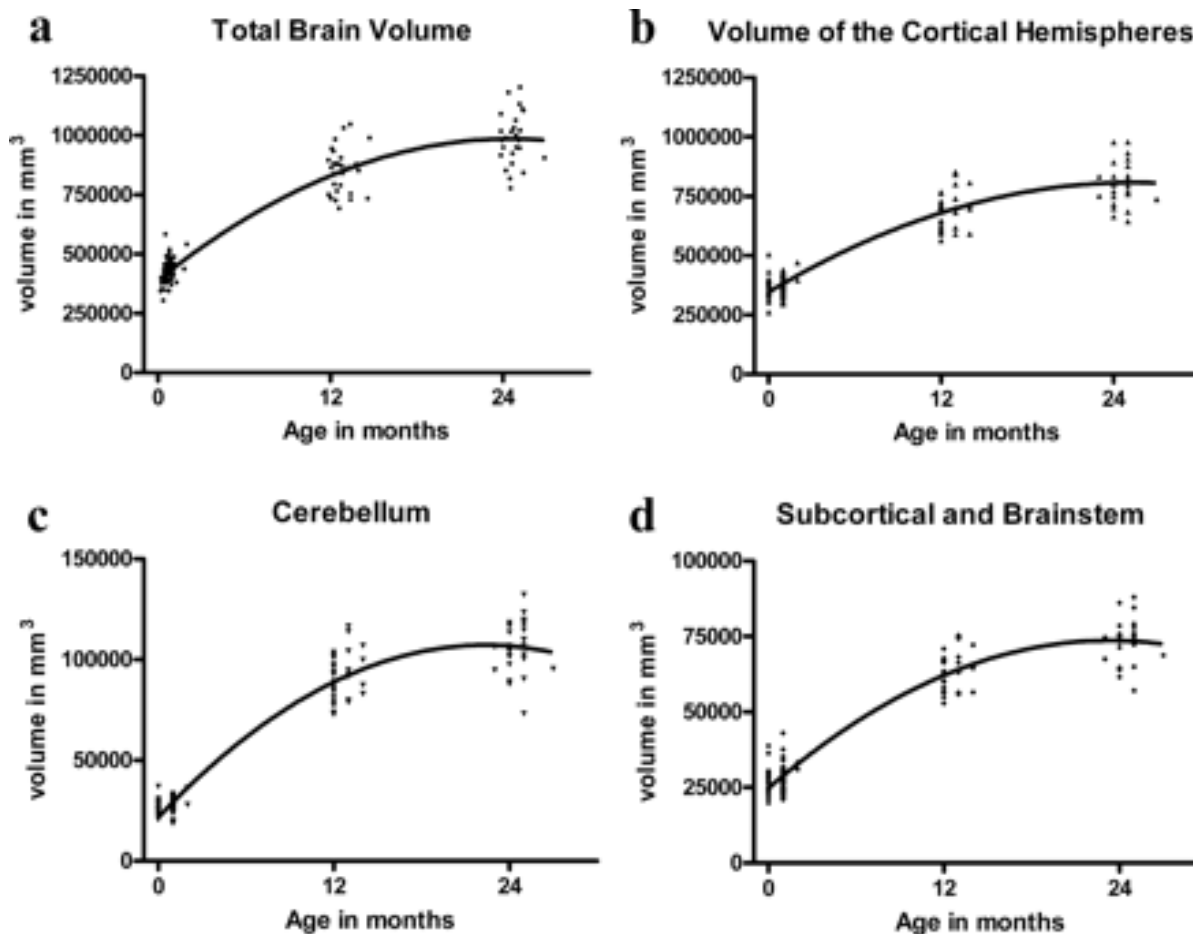 a
Total Brain Volume
1250000
1000000
750000
500000
250000
0
volume in mm³
0 12 24
Age in months
b
Volume of the Cortical Hemispheres
1250000
1000000
750000
500000
250000
0
volume in mm³
0 12 24
Age in months
c
Cerebellum
150000
100000
50000
0
volume in mm³
0 12 24
Age in months
d
Subcortical and Brainstem
100000
75000
50000
25000
0
volume in mm³
0 12 24
Age in months